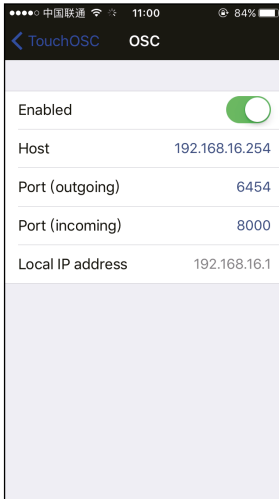 中国联通 11:00 84%
TouchOSC OSC
Enabled
Host 192.168.16.254
Port (outgoing) 6454
Port (incoming) 8000
Local IP address 192.168.16.1